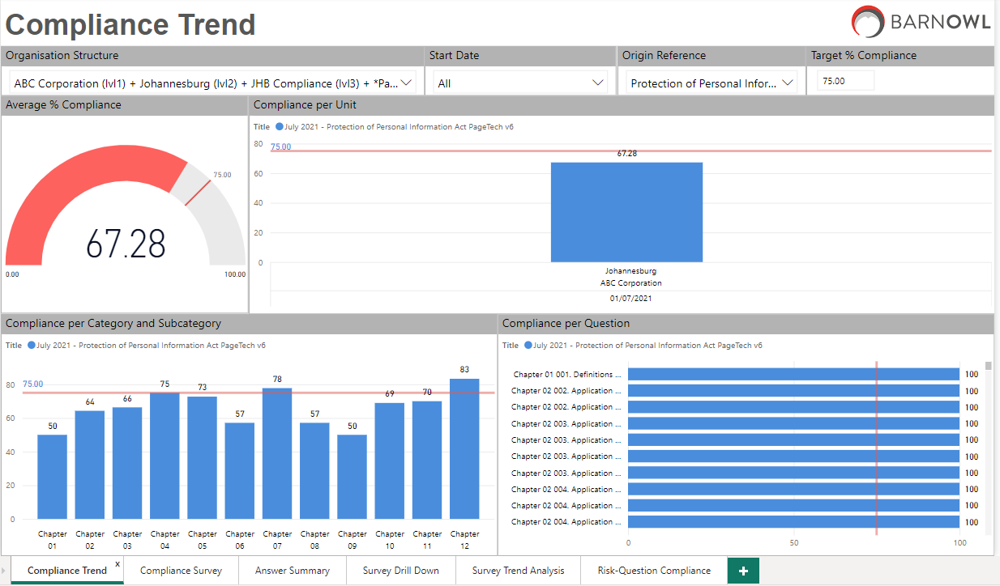 Compliance Trend
BARNOWL
Organisation Structure
Start Date
Origin Reference
Target % Compliance
ABC Corporation (lvl1) + Johannesburg (lvl2) + JHB Compliance (lvl3) + *Pa...
All
Protection of Personal Infor...
75.00
Average % Compliance
75.00
67.28
0.00
100.00
Compliance per Unit
Title July 2021 - Protection of Personal Information Act PageTech v6
80
75.00
67.28
60
40
20
0
Johannesburg
ABC Corporation
01/07/2021
Compliance per Category and Subcategory
Title July 2021 - Protection of Personal Information Act PageTech v6
80
75.00
60
40
20
0
50
64
66
75
73
57
78
57
50
69
70
83
Chapter 01
Chapter 02
Chapter 03
Chapter 04
Chapter 05
Chapter 06
Chapter 07
Chapter 08
Chapter 09
Chapter 10
Chapter 11
Chapter 12
Compliance per Question
Title July 2021 - Protection of Personal Information Act PageTech v6
Chapter 01 001. Definitions ... 100
Chapter 02 002. Application ... 100
Chapter 02 002. Application ... 100
Chapter 02 003. Application ... 100
Chapter 02 003. Application ... 100
Chapter 02 003. Application ... 100
Chapter 02 003. Application ... 100
Chapter 02 004. Application ... 100
Chapter 02 004. Application ... 100
Chapter 02 004. Application ... 100
0 50 100
Compliance Trend x
Compliance Survey
Answer Summary
Survey Drill Down
Survey Trend Analysis
Risk-Question Compliance
+